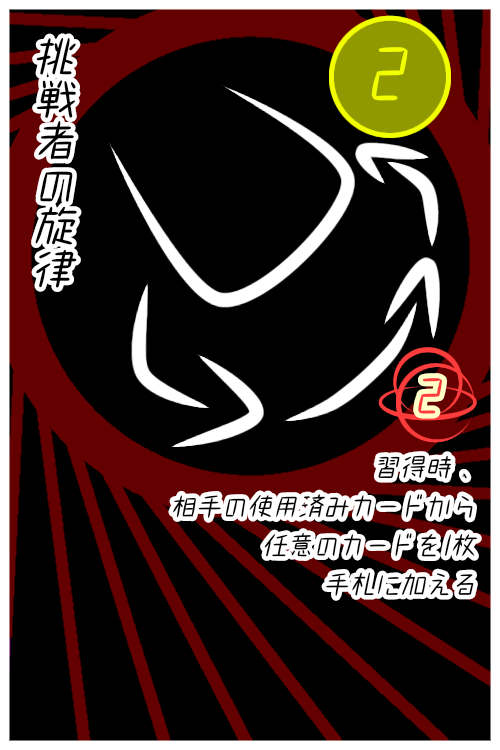 挑戦者の旋律
2
2
習得時、
相手の使用済みカードから
任意のカードを1枚
手札に加える